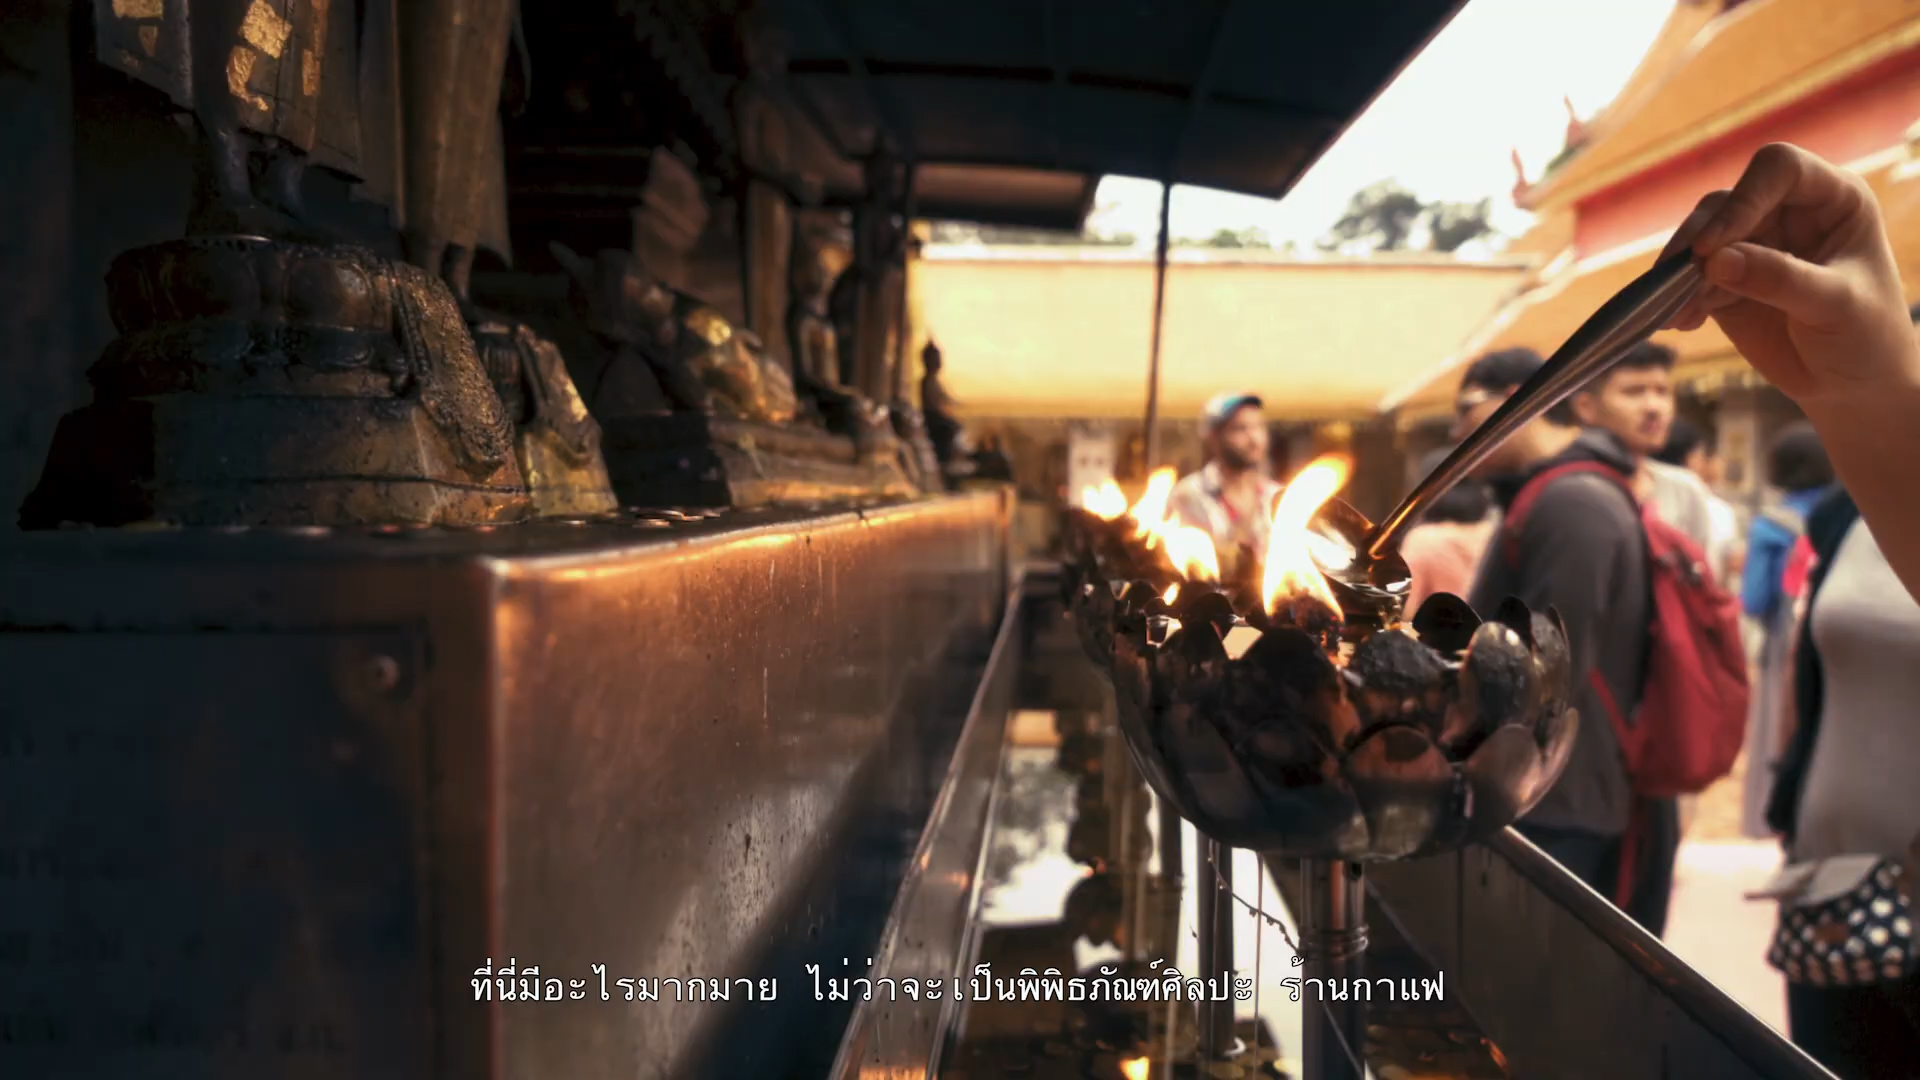 ที่นี่มีอะไรมากมาย ไม่ว่าจะเป็นพิพิธภัณฑ์ศิลปะ ร้านกาแฟ